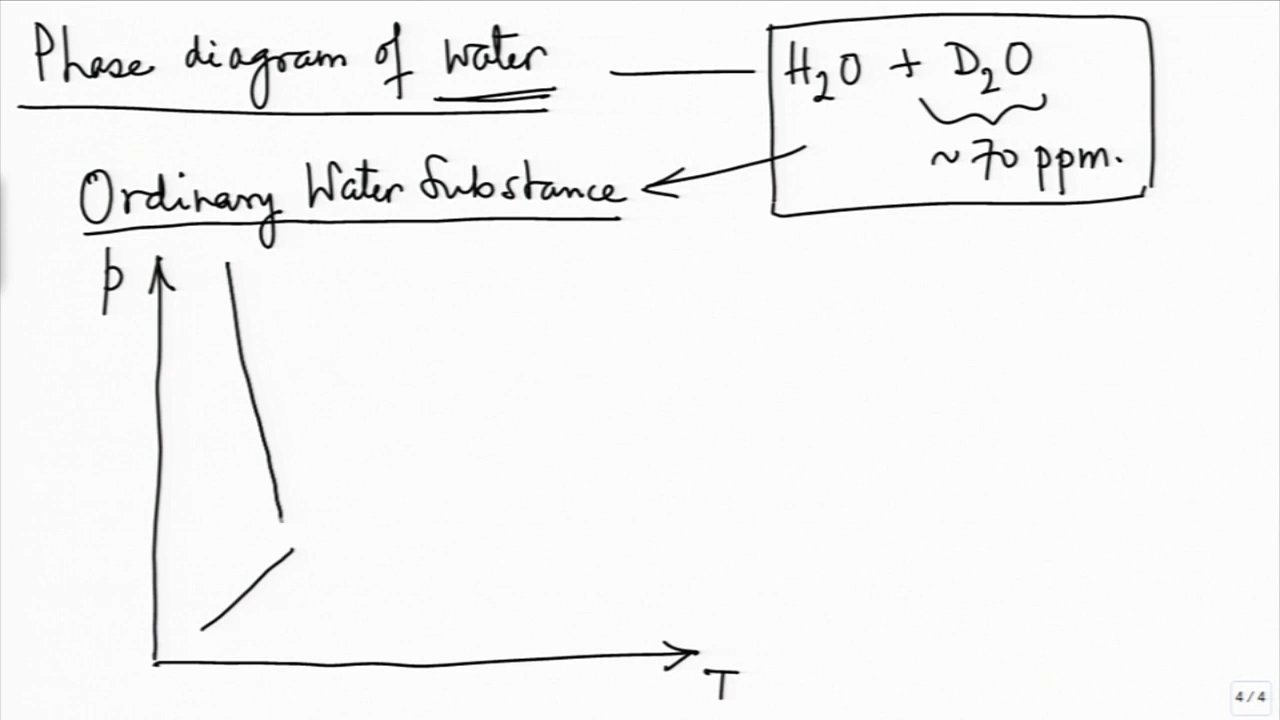 Phase diagram of water
H₂O + D₂O
~70 ppm.
Ordinary Water Substance
p
T
4/4